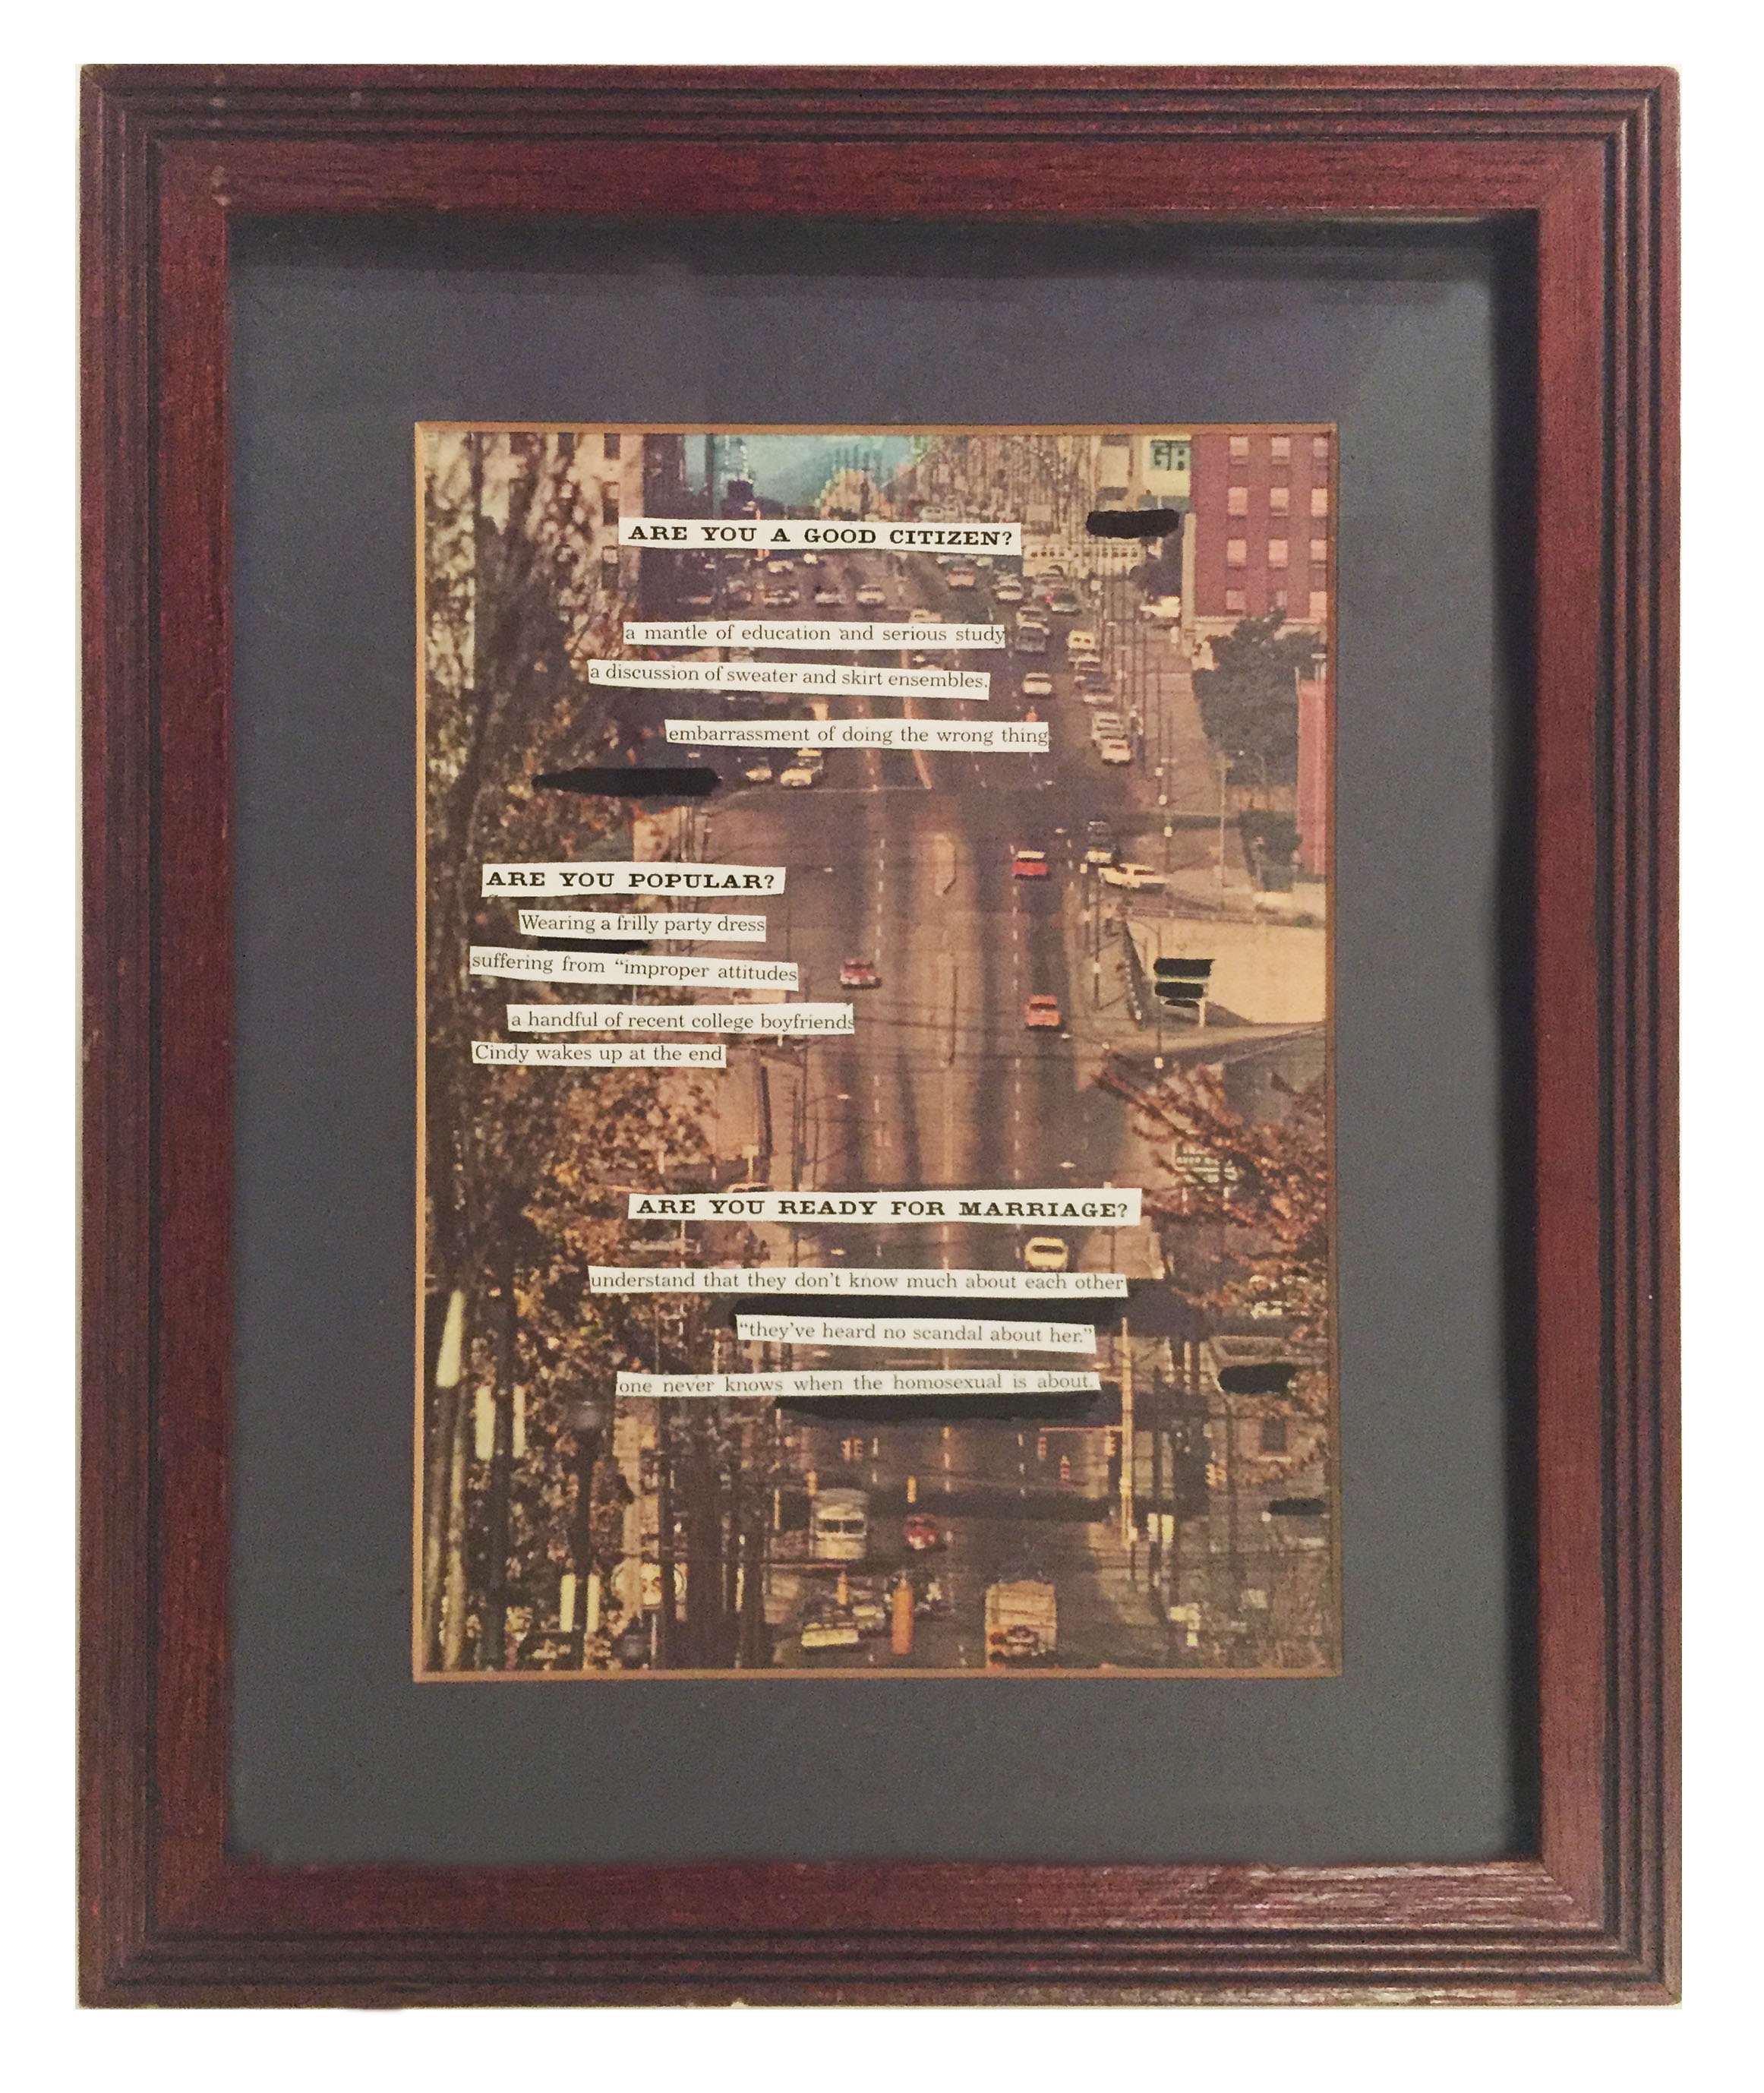 GR
ARE YOU A GOOD CITIZEN?
a mantle of education and serious study
a discussion of sweater and skirt ensembles.
embarrassment of doing the wrong thing
ARE YOU POPULAR?
Wearing a frilly party dress
suffering from “improper attitudes
a handful of recent college boyfriends
Cindy wakes up at the end
ARE YOU READY FOR MARRIAGE?
understand that they don’t know much about each other
“they’ve heard no scandal about her.”
one never knows when the homosexual is about.